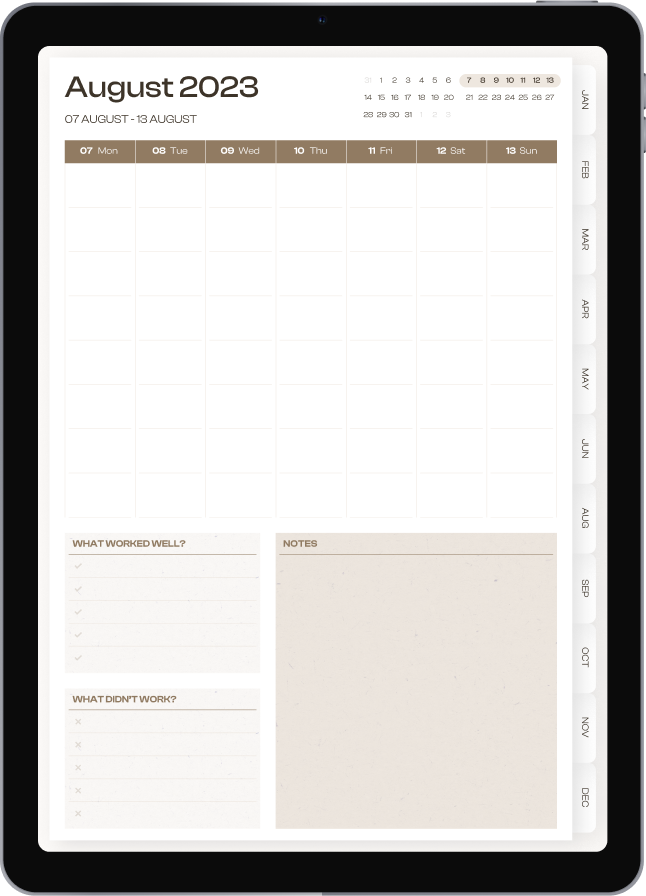 August 2023
07 AUGUST - 13 AUGUST
31 1 2 3 4 5 6 7 8 9 10 11 12 13
14 15 16 17 18 19 20 21 22 23 24 25 26 27
28 29 30 31 1 2 3
07 Mon 08 Tue 09 Wed 10 Thu 11 Fri 12 Sat 13 Sun
WHAT WORKED WELL?
NOTES
WHAT DIDN'T WORK?
JAN
FEB
MAR
APR
MAY
JUN
AUG
SEP
OCT
NOV
DEC